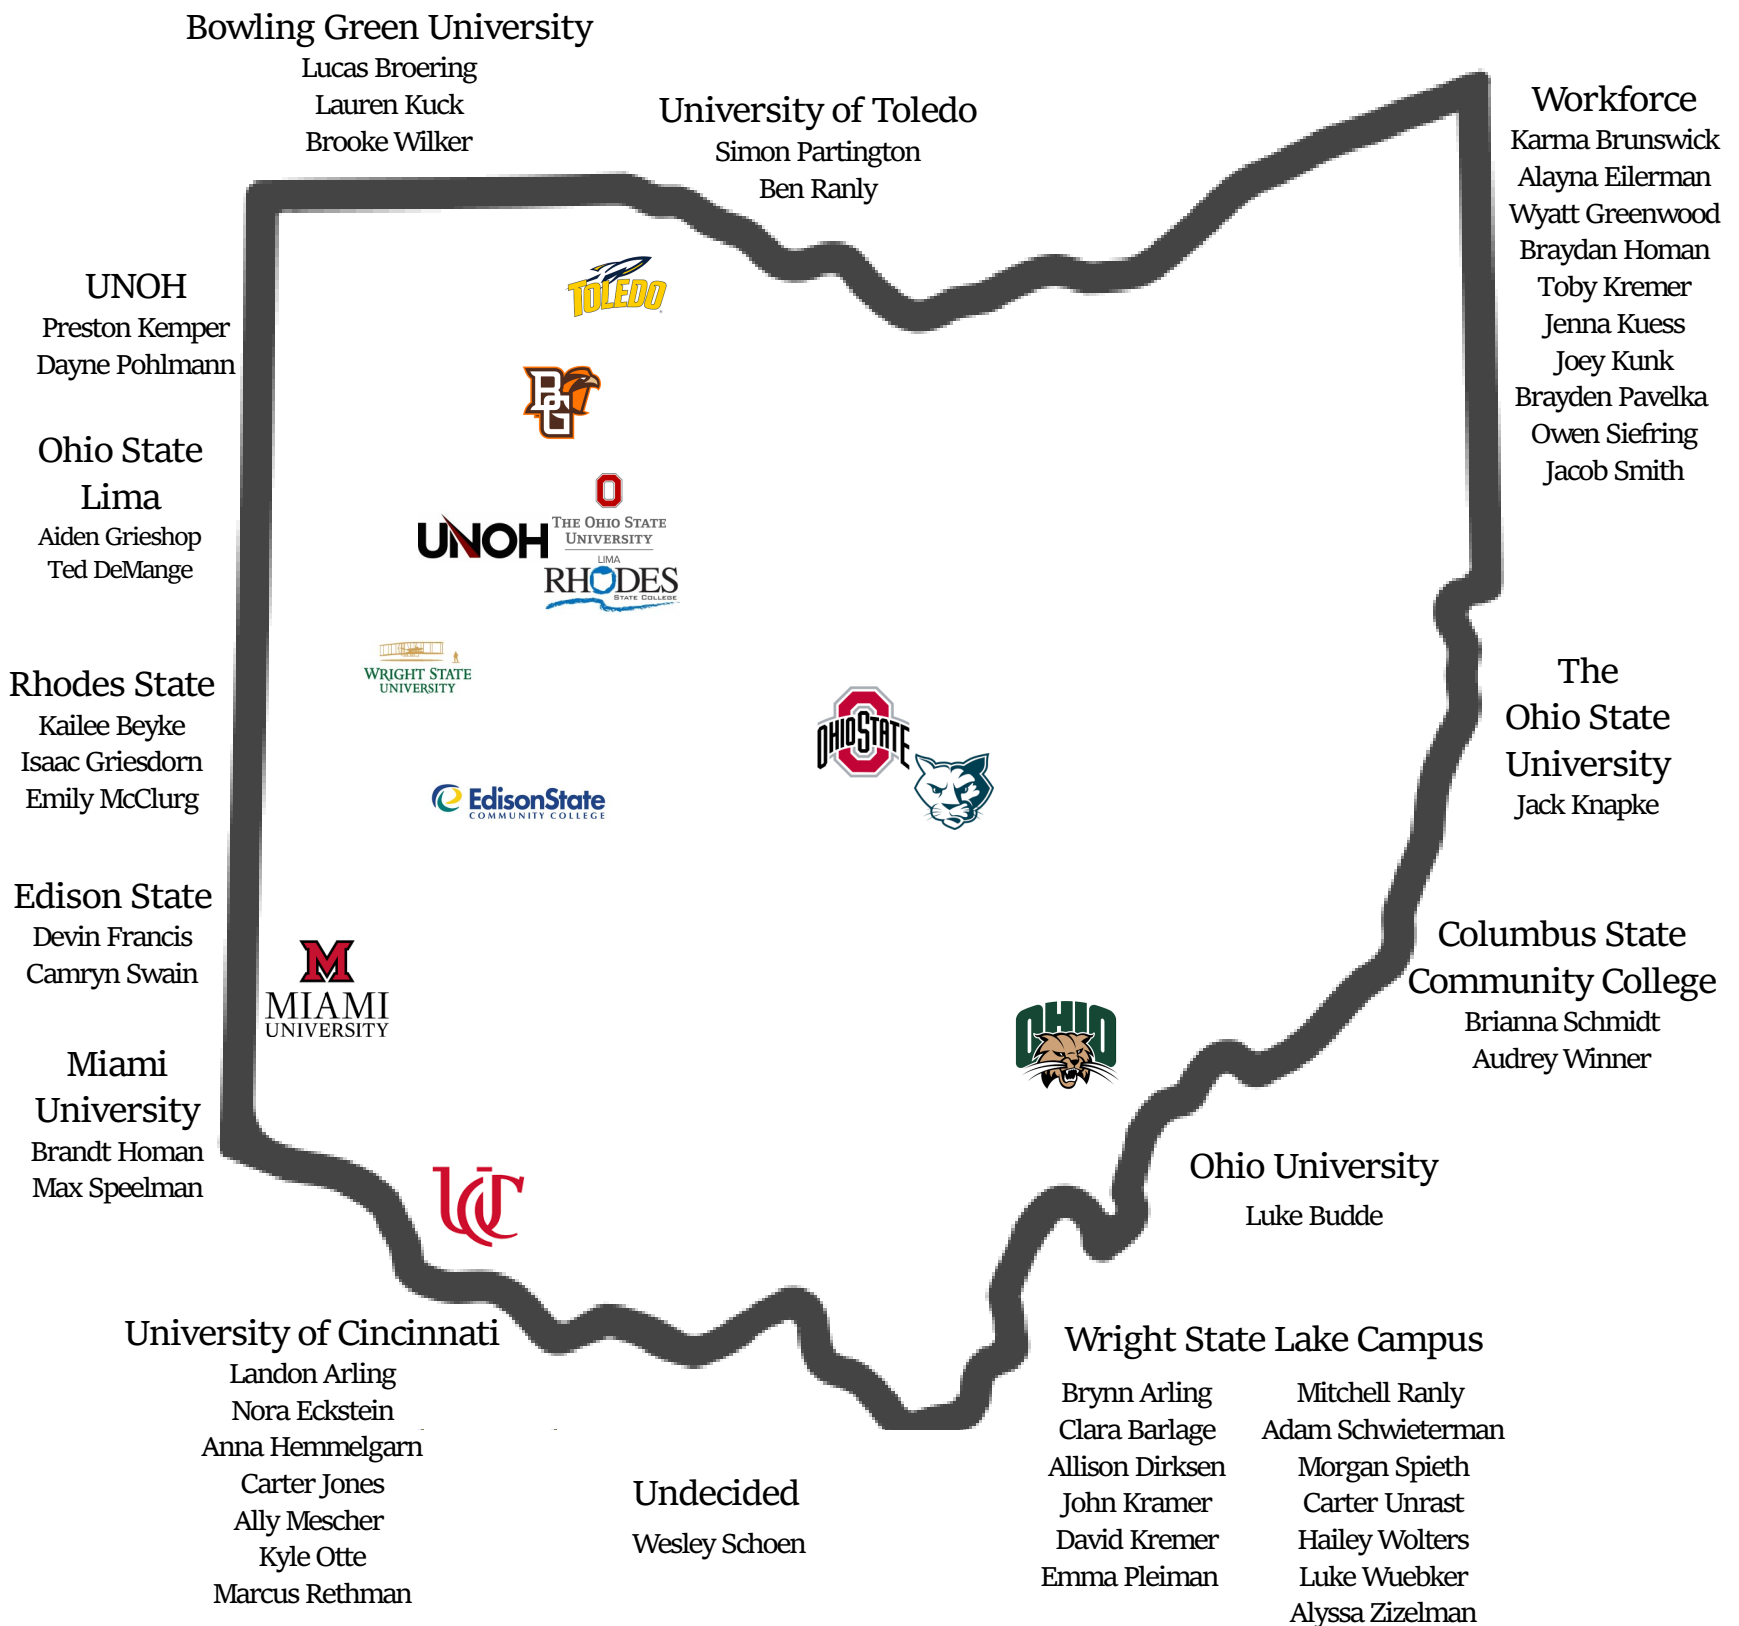 Bowling Green University
Lucas Broering
Lauren Kuck
Brooke Wilker
University of Toledo
Simon Partington
Ben Ranly
Workforce
Karma Brunswick
Alayna Eilerman
Wyatt Greenwood
Braydan Homan
Toby Kremer
Jenna Kuess
Joey Kunk
Brayden Pavelka
Owen Siefring
Jacob Smith
UNOH
Preston Kemper
Dayne Pohlmann
Ohio State
Lima
Aiden Grieshop
Ted DeMange
Rhodes State
Kailee Beyke
Isaac Griesdorn
Emily McClurg
Edison State
Devin Francis
Camryn Swain
Miami
University
Brandt Homan
Max Speelman
TOLEDO
BG
O
UNOH
THE OHIO STATE
UNIVERSITY
LIMA
RHODES
STATE COLLEGE
WRIGHT STATE
UNIVERSITY
OHIO STATE
EdisonState
COMMUNITY COLLEGE
M
MIAMI
UNIVERSITY
OHIO
UC
The
Ohio State
University
Jack Knapke
Columbus State
Community College
Brianna Schmidt
Audrey Winner
Ohio University
Luke Budde
University of Cincinnati
Landon Arling
Nora Eckstein
Anna Hemmelgarn
Carter Jones
Ally Mescher
Kyle Otte
Marcus Rethman
Undecided
Wesley Schoen
Wright State Lake Campus
Brynn Arling
Clara Barlage
Allison Dirksen
John Kramer
David Kremer
Emma Pleiman
Mitchell Ranly
Adam Schwieterman
Morgan Spieth
Carter Unrast
Hailey Wolters
Luke Wuebker
Alyssa Zizelman